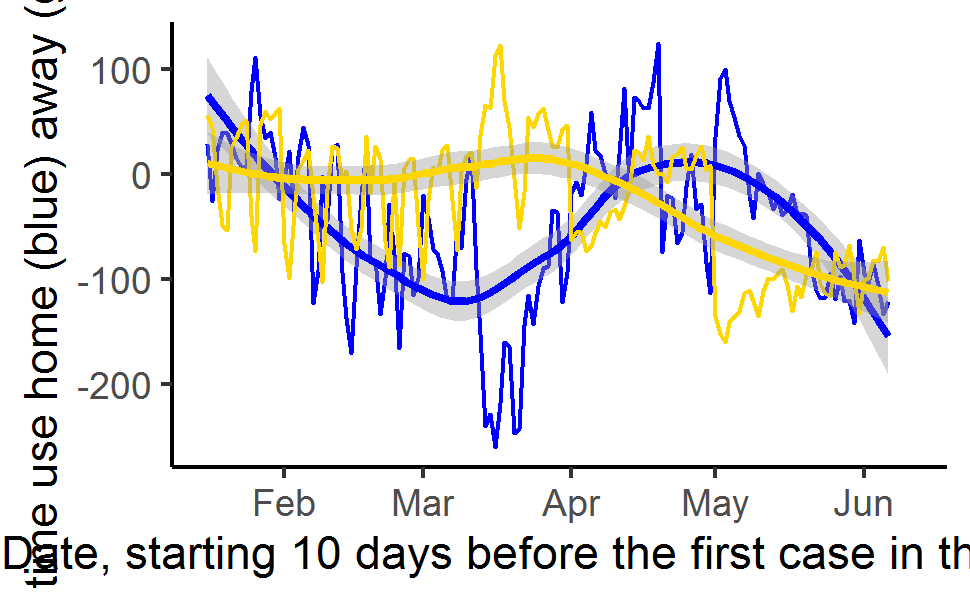 time use home (blue) away (
100
0
-100
-200
Feb Mar Apr May Jun
Date, starting 10 days before the first case in th